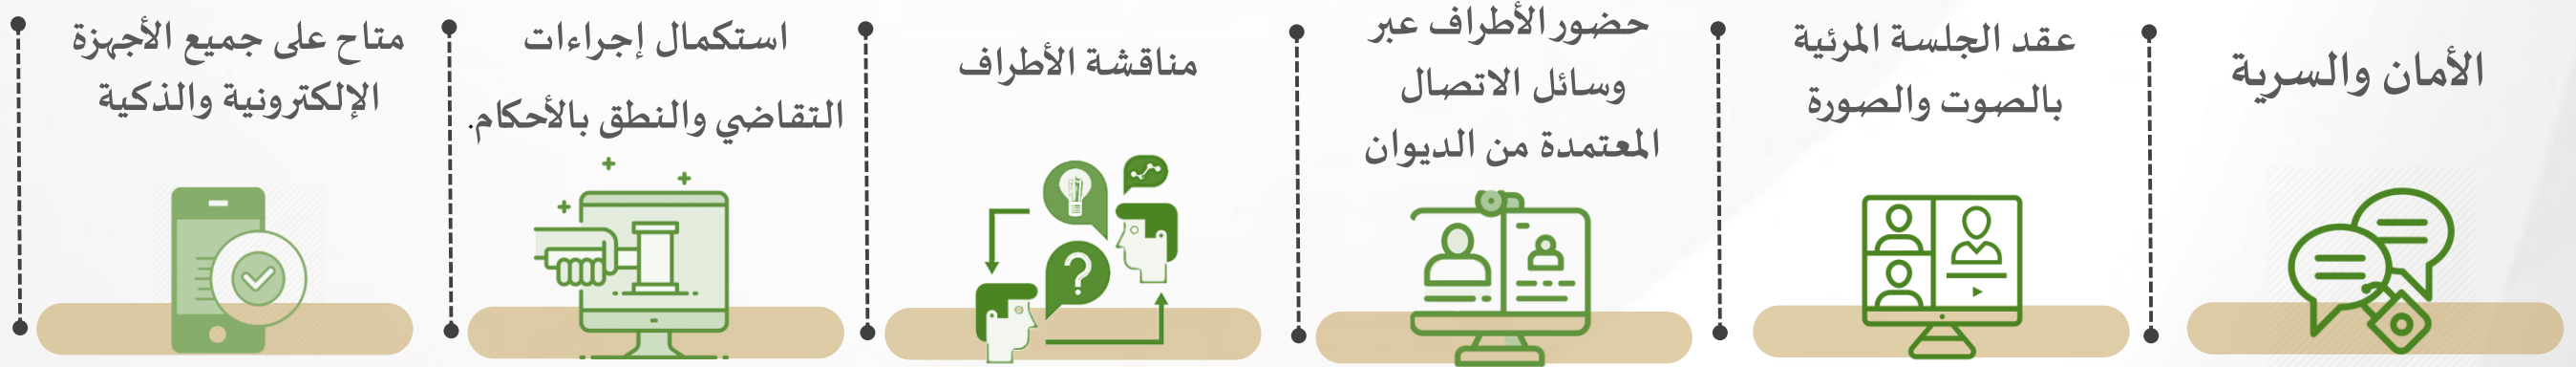 الأمان والسرية
عقد الجلسة المرئية
بالصوت والصورة
حضور الأطراف عبر
وسائل الاتصال
المعتمدة من الديوان
مناقشة الأطراف
استكمال إجراءات
التقاضي والنطق بالأحكام.
متاح على جميع الأجهزة
الإلكترونية والذكية